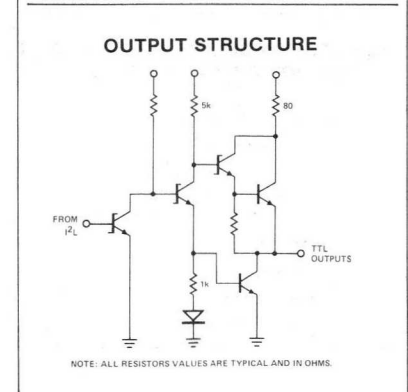 OUTPUT STRUCTURE
5k
80
FROM
I²L
TTL
OUTPUTS
1k
NOTE: ALL RESISTORS VALUES ARE TYPICAL AND IN OHMS.